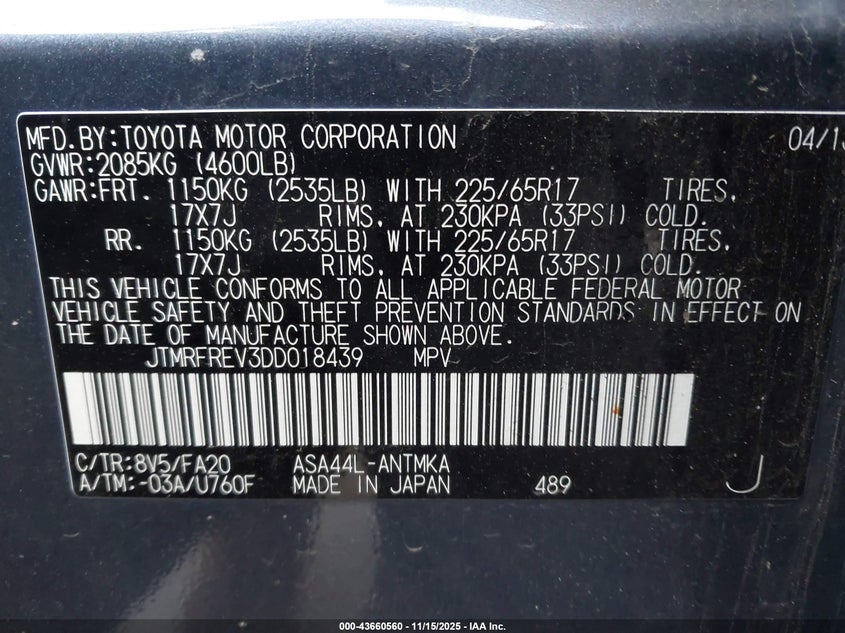 MFD.BY:TOYOTA MOTOR CORPORATION 04/13
GVWR:2085KG (4600LB)
GAWR:FRT. 1150KG (2535LB) WITH 225/65R17 TIRES,
17X7J RIMS, AT 230KPA (33PSI) COLD.
RR. 1150KG (2535LB) WITH 225/65R17 TIRES,
17X7J RIMS, AT 230KPA (33PSI) COLD.
THIS VEHICLE CONFORMS TO ALL APPLICABLE FEDERAL MOTOR
VEHICLE SAFETY AND THEFT PREVENTION STANDARDS IN EFFECT ON
THE DATE OF MANUFACTURE SHOWN ABOVE.
JTMRFREV3DD018439 MPV
C/TR:8V5/FA20 ASA44L-ANTMKA
A/TM:-03A/U760F MADE IN JAPAN 489 J
000-43660560 - 11/15/2025 - IAA Inc.